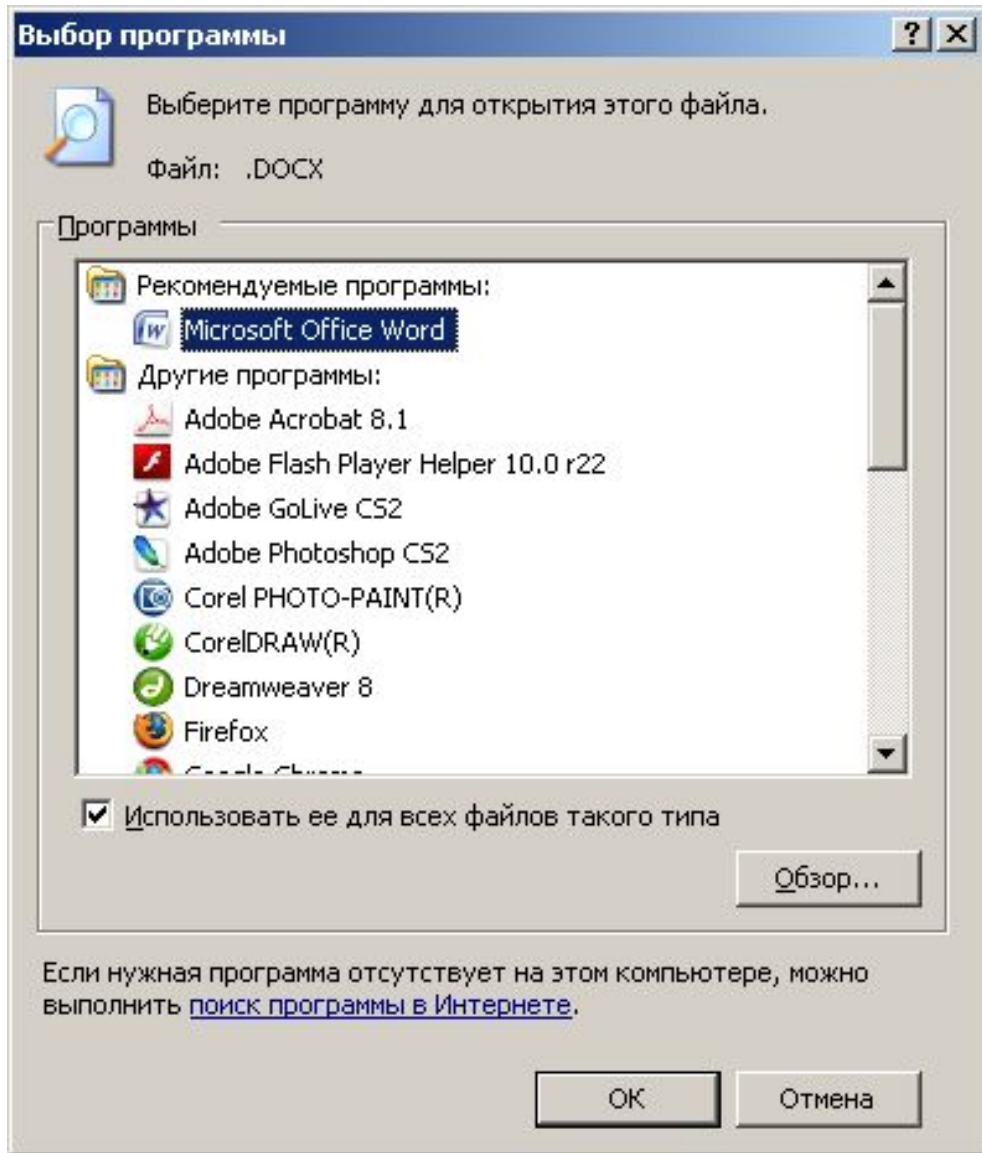 Выбор программы
Выберите программу для открытия этого файла.
Файл: .DOCX
Программы
Рекомендуемые программы:
Microsoft Office Word
Другие программы:
Adobe Acrobat 8.1
Adobe Flash Player Helper 10.0 r22
Adobe GoLive CS2
Adobe Photoshop CS2
Corel PHOTO-PAINT(R)
CorelDRAW(R)
Dreamweaver 8
Firefox
Google Chrome
Использовать ее для всех файлов такого типа
Обзор...
Если нужная программа отсутствует на этом компьютере, можно
выполнить поиск программы в Интернете.
ОК
Отмена